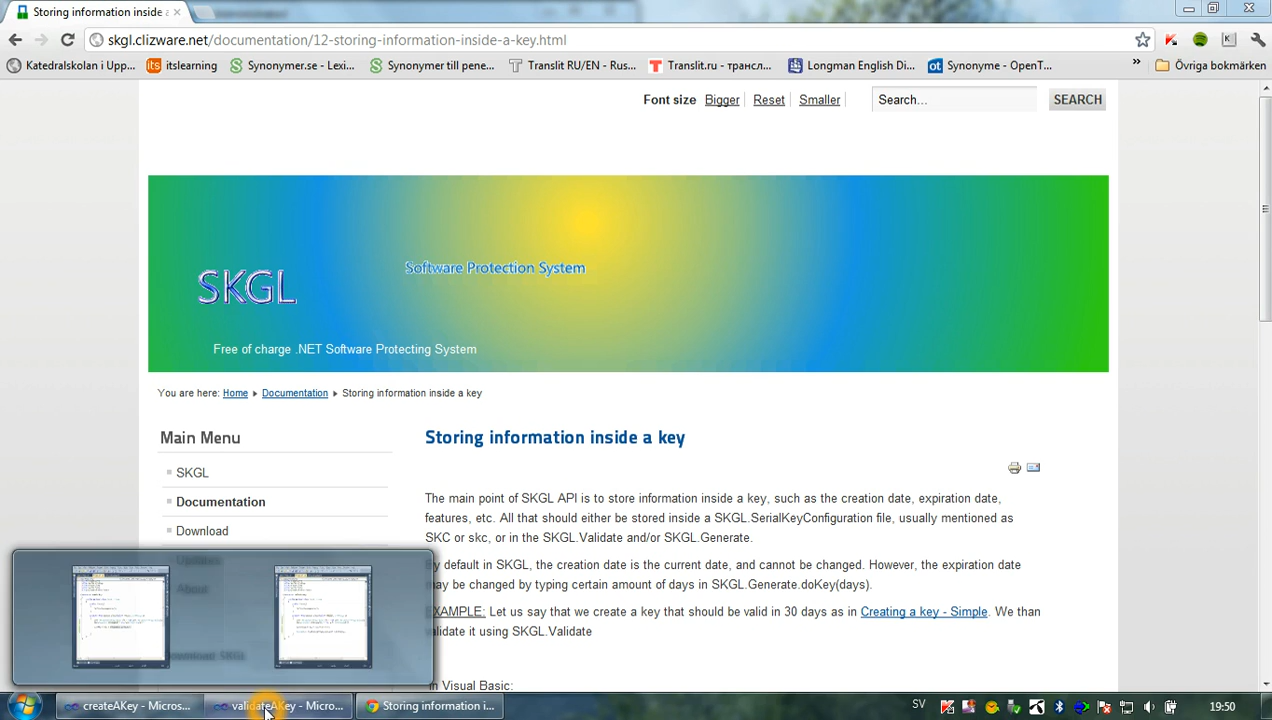 Storing information inside a
skgl.clizware.net/documentation/12-storing-information-inside-a-key.html
Katedralskolan i Upp...
itslearning
Synonymer.se - Lexi...
Synonymer till pene...
Translit RU/EN - Rus...
Translit.ru - трансл...
Longman English Di...
Synonyme - OpenT...
Övriga bokmärken
Font size Bigger Reset Smaller
Search...
SEARCH
Software Protection System
SKGL
Free of charge .NET Software Protecting System
You are here: Home Documentation Storing information inside a key
Main Menu
SKGL
Documentation
Download
Updates
About
Download SKGL
Storing information inside a key
The main point of SKGL API is to store information inside a key, such as the creation date, expiration date,
features, etc. All that should either be stored inside a SKGL.SerialKeyConfiguration file, usually mentioned as
SKC or skc, or in the SKGL.Validate and/or SKGL.Generate.
By default in SKGL, the creation date is the current date, and cannot be changed. However, the expiration date
may be changed by typing certain amount of days in SKGL.Generate.doKey(days).
EXAMPLE: Let us say that we create a key that should be valid in 30 days as in Creating a key - Simple. We than
validate it using SKGL.Validate
In Visual Basic:
createAKey - Micros...
validateAKey - Micro...
Storing information i...
SV
19:50